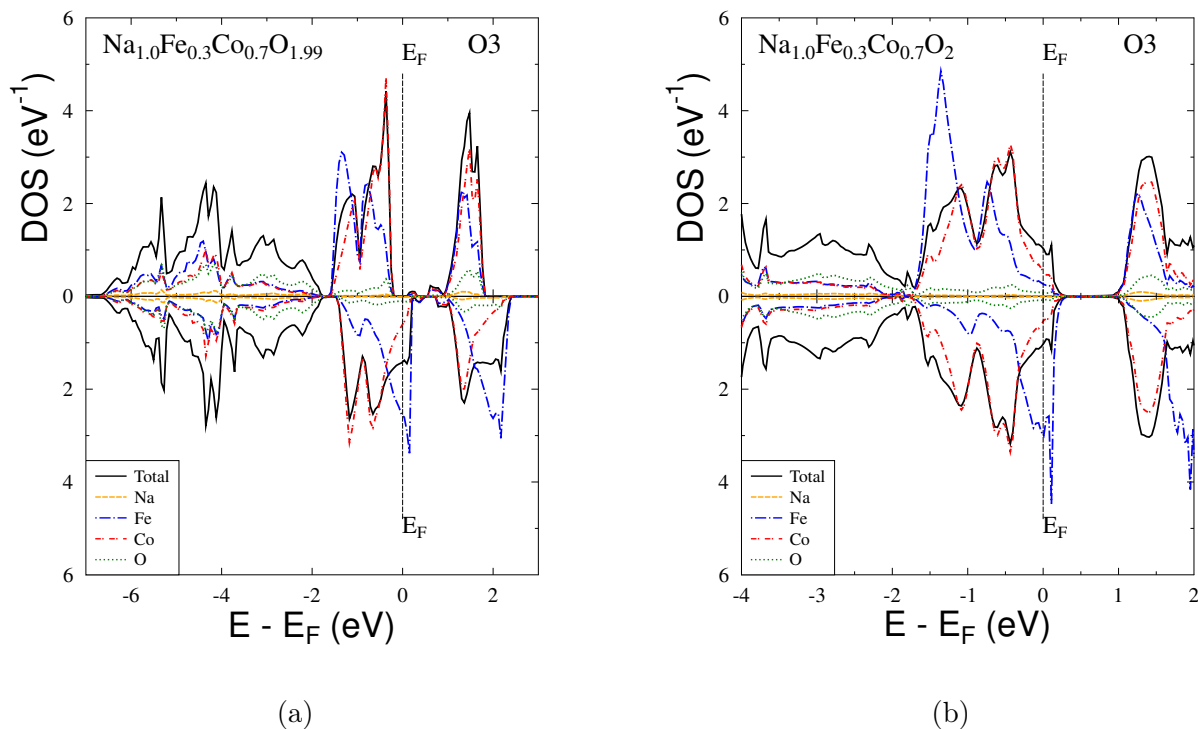 Na1.0Fe0.3Co0.7O1.99 O3
EF
DOS (eV-1)
6
4
2
0
2
4
6
Total
Na
Fe
Co
O
EF
-6 -4 -2 0 2
E - EF (eV)
(a)
Na1.0Fe0.3Co0.7O2 O3
EF
DOS (eV-1)
6
4
2
0
2
4
6
Total
Na
Fe
Co
O
EF
-4 -3 -2 -1 0 1 2
E - EF (eV)
(b)